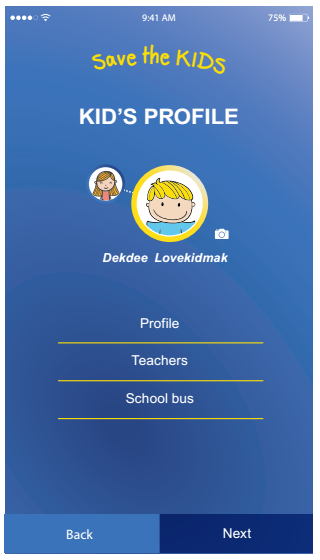 9:41 AM
75%
save the KIDs
KID'S PROFILE
Dekdee Lovekidmak
Profile
Teachers
School bus
Back
Next